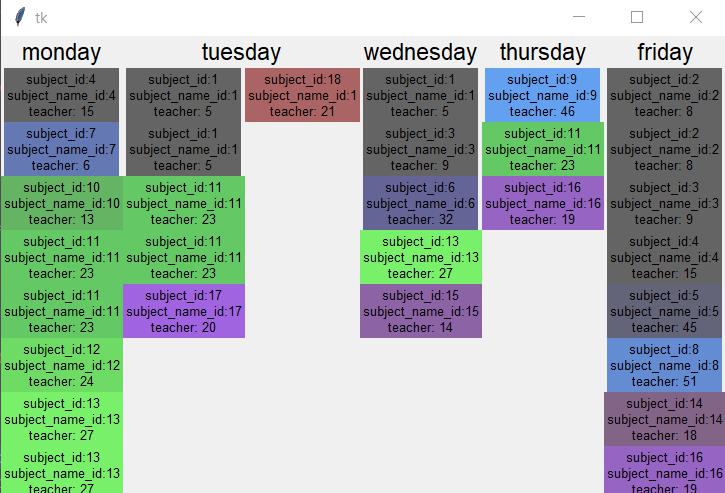 tk
monday
tuesday
wednesday
thursday
friday
subject_id:4
subject_name_id:4
teacher: 15
subject_id:7
subject_name_id:7
teacher: 6
subject_id:10
subject_name_id:10
teacher: 13
subject_id:11
subject_name_id:11
teacher: 23
subject_id:11
subject_name_id:11
teacher: 23
subject_id:12
subject_name_id:12
teacher: 24
subject_id:13
subject_name_id:13
teacher: 27
subject_id:13
subject_name_id:13
teacher: 27
subject_id:1
subject_name_id:1
teacher: 5
subject_id:1
subject_name_id:1
teacher: 5
subject_id:11
subject_name_id:11
teacher: 23
subject_id:11
subject_name_id:11
teacher: 23
subject_id:17
subject_name_id:17
teacher: 20
subject_id:18
subject_name_id:1
teacher: 21
subject_id:1
subject_name_id:1
teacher: 5
subject_id:3
subject_name_id:3
teacher: 9
subject_id:6
subject_name_id:6
teacher: 32
subject_id:13
subject_name_id:13
teacher: 27
subject_id:15
subject_name_id:15
teacher: 14
subject_id:9
subject_name_id:9
teacher: 46
subject_id:11
subject_name_id:11
teacher: 23
subject_id:16
subject_name_id:16
teacher: 19
subject_id:2
subject_name_id:2
teacher: 8
subject_id:2
subject_name_id:2
teacher: 8
subject_id:3
subject_name_id:3
teacher: 9
subject_id:4
subject_name_id:4
teacher: 15
subject_id:5
subject_name_id:5
teacher: 45
subject_id:8
subject_name_id:8
teacher: 51
subject_id:14
subject_name_id:14
teacher: 18
subject_id:16
subject_name_id:16
teacher: 19